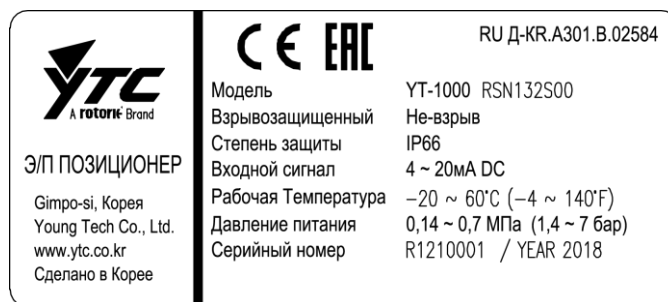 YTC
A rotork Brand
Э/П ПОЗИЦИОНЕР
Gimpo-si, Корея
Young Tech Co., Ltd.
www.ytc.co.kr
Сделано в Корее
CE EAC RU Д-KR.A301.B.02584
Модель YT-1000 RSN132S00
Взрывозащищенный Не-взрыв
Степень защиты IP66
Входной сигнал 4 ~ 20мА DC
Рабочая Температура -20 ~ 60°C (-4 ~ 140°F)
Давление питания 0,14 ~ 0,7 МПа (1,4 ~ 7 бар)
Серийный номер R1210001 / YEAR 2018